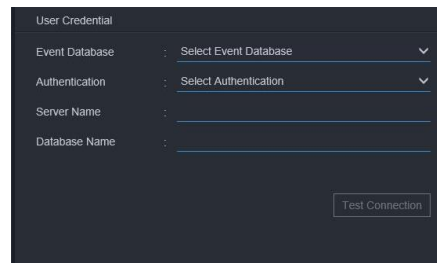 User Credential
Event Database : Select Event Database
Authentication : Select Authentication
Server Name :
Database Name :
Test Connection